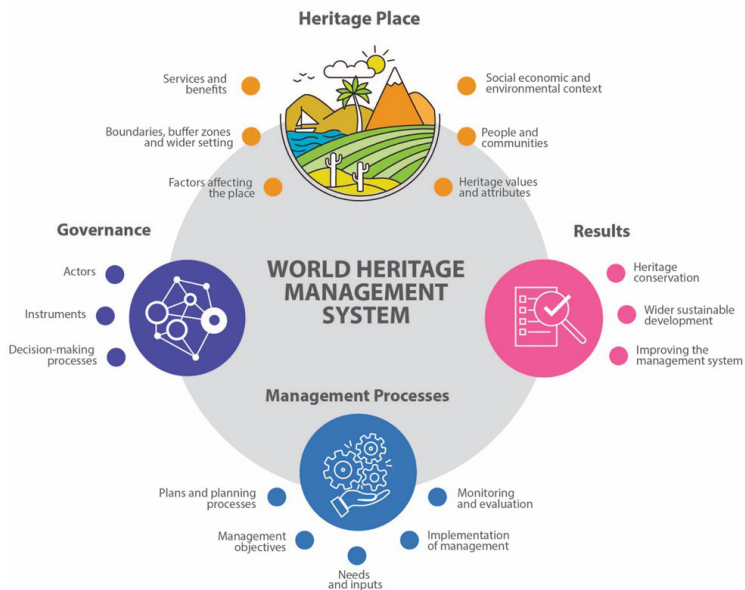 Heritage Place
Services and
benefits
Boundaries, buffer zones
and wider setting
Factors affecting
the place
Social economic and
environmental context
People and
communities
Heritage values
and attributes
Governance
Actors
Instruments
Decision-making
processes
WORLD HERITAGE
MANAGEMENT
SYSTEM
Results
Heritage
conservation
Wider sustainable
development
Improving the
management system
Management Processes
Plans and planning
processes
Management
objectives
Needs
and inputs
Implementation
of management
Monitoring
and evaluation